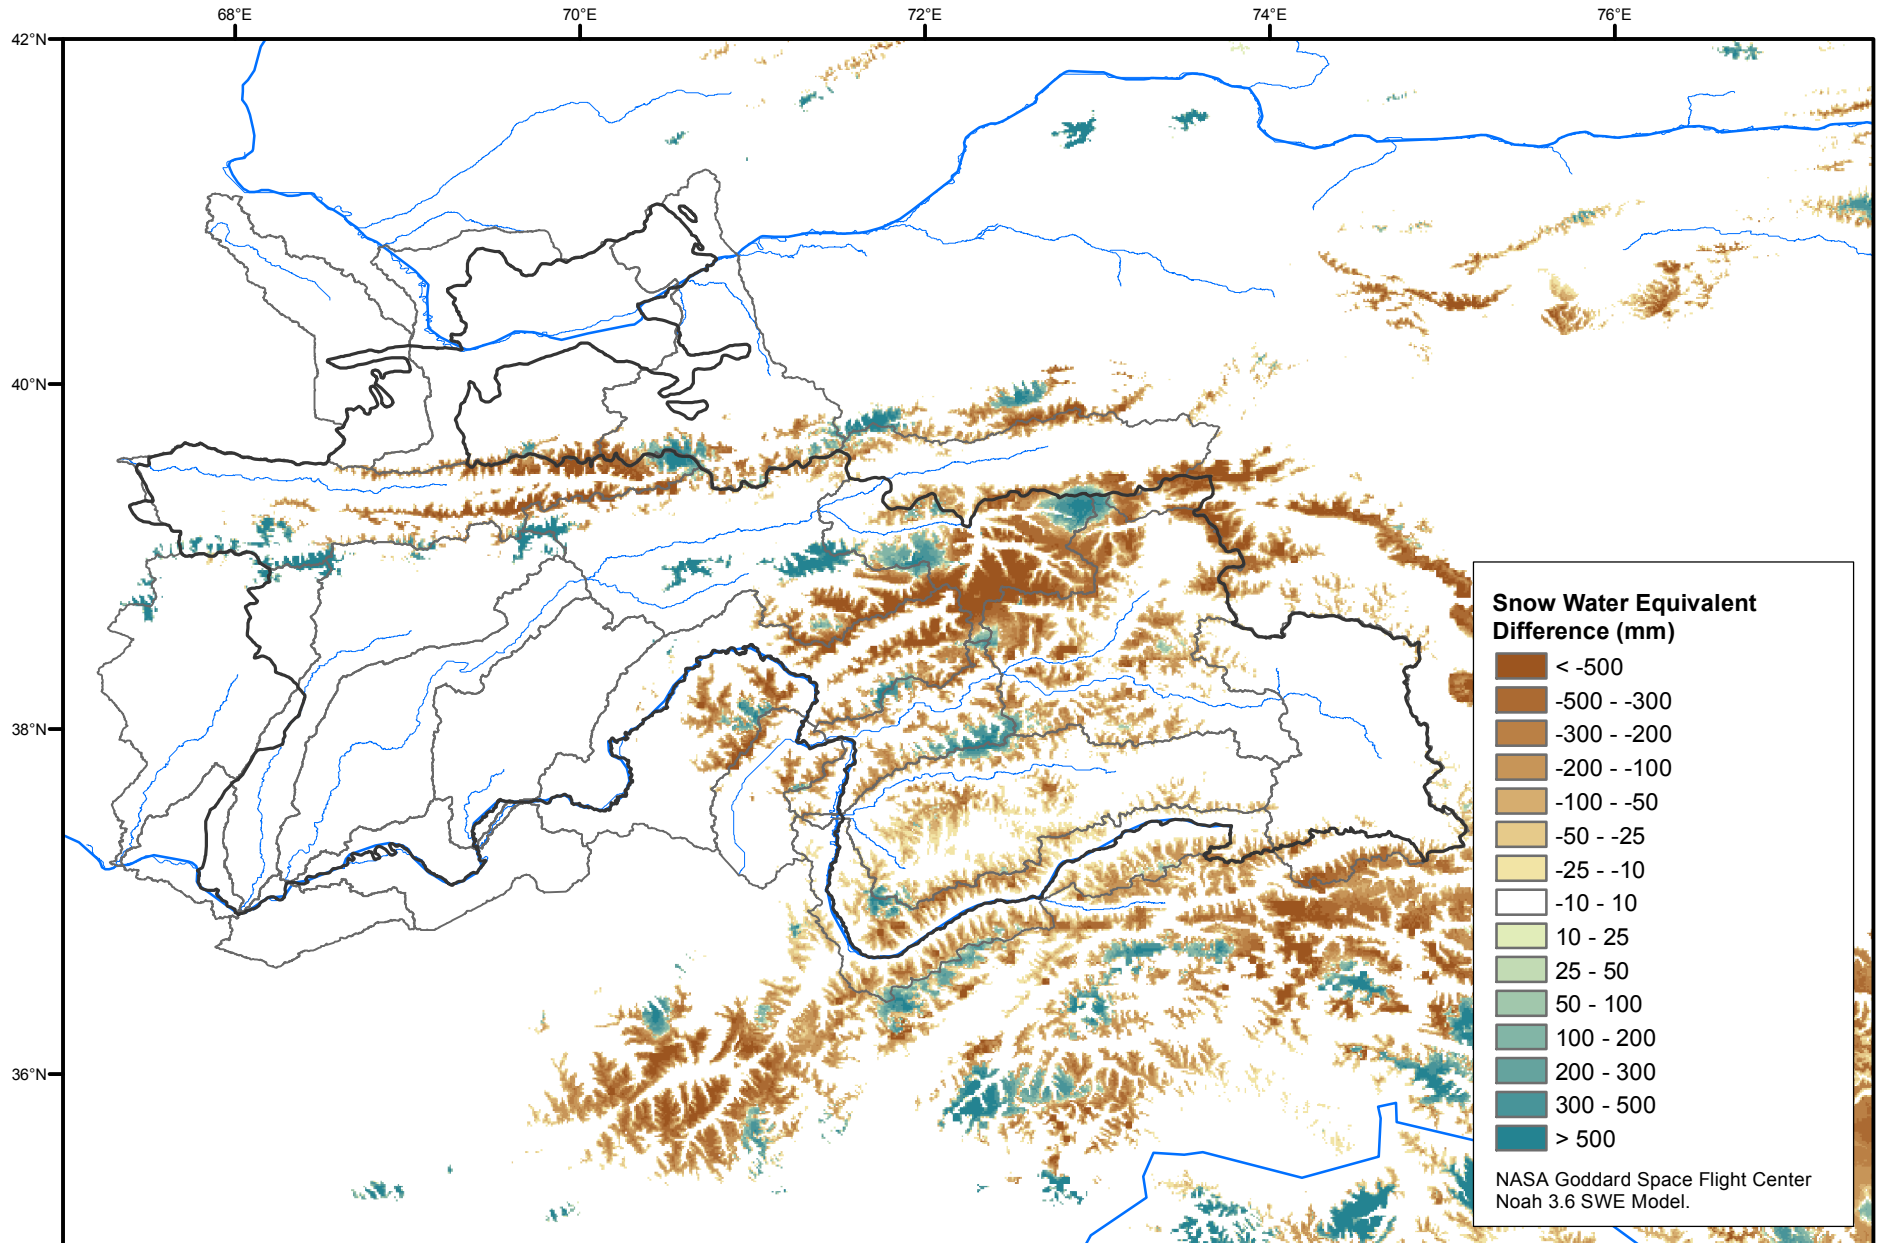 68°E 70°E 72°E 74°E 76°E
42°N
40°N
38°N
36°N
Snow Water Equivalent
Difference (mm)
< -500
-500 - -300
-300 - -200
-200 - -100
-100 - -50
-50 - -25
-25 - -10
-10 - 10
10 - 25
25 - 50
50 - 100
100 - 200
200 - 300
300 - 500
> 500
NASA Goddard Space Flight Center
Noah 3.6 SWE Model.